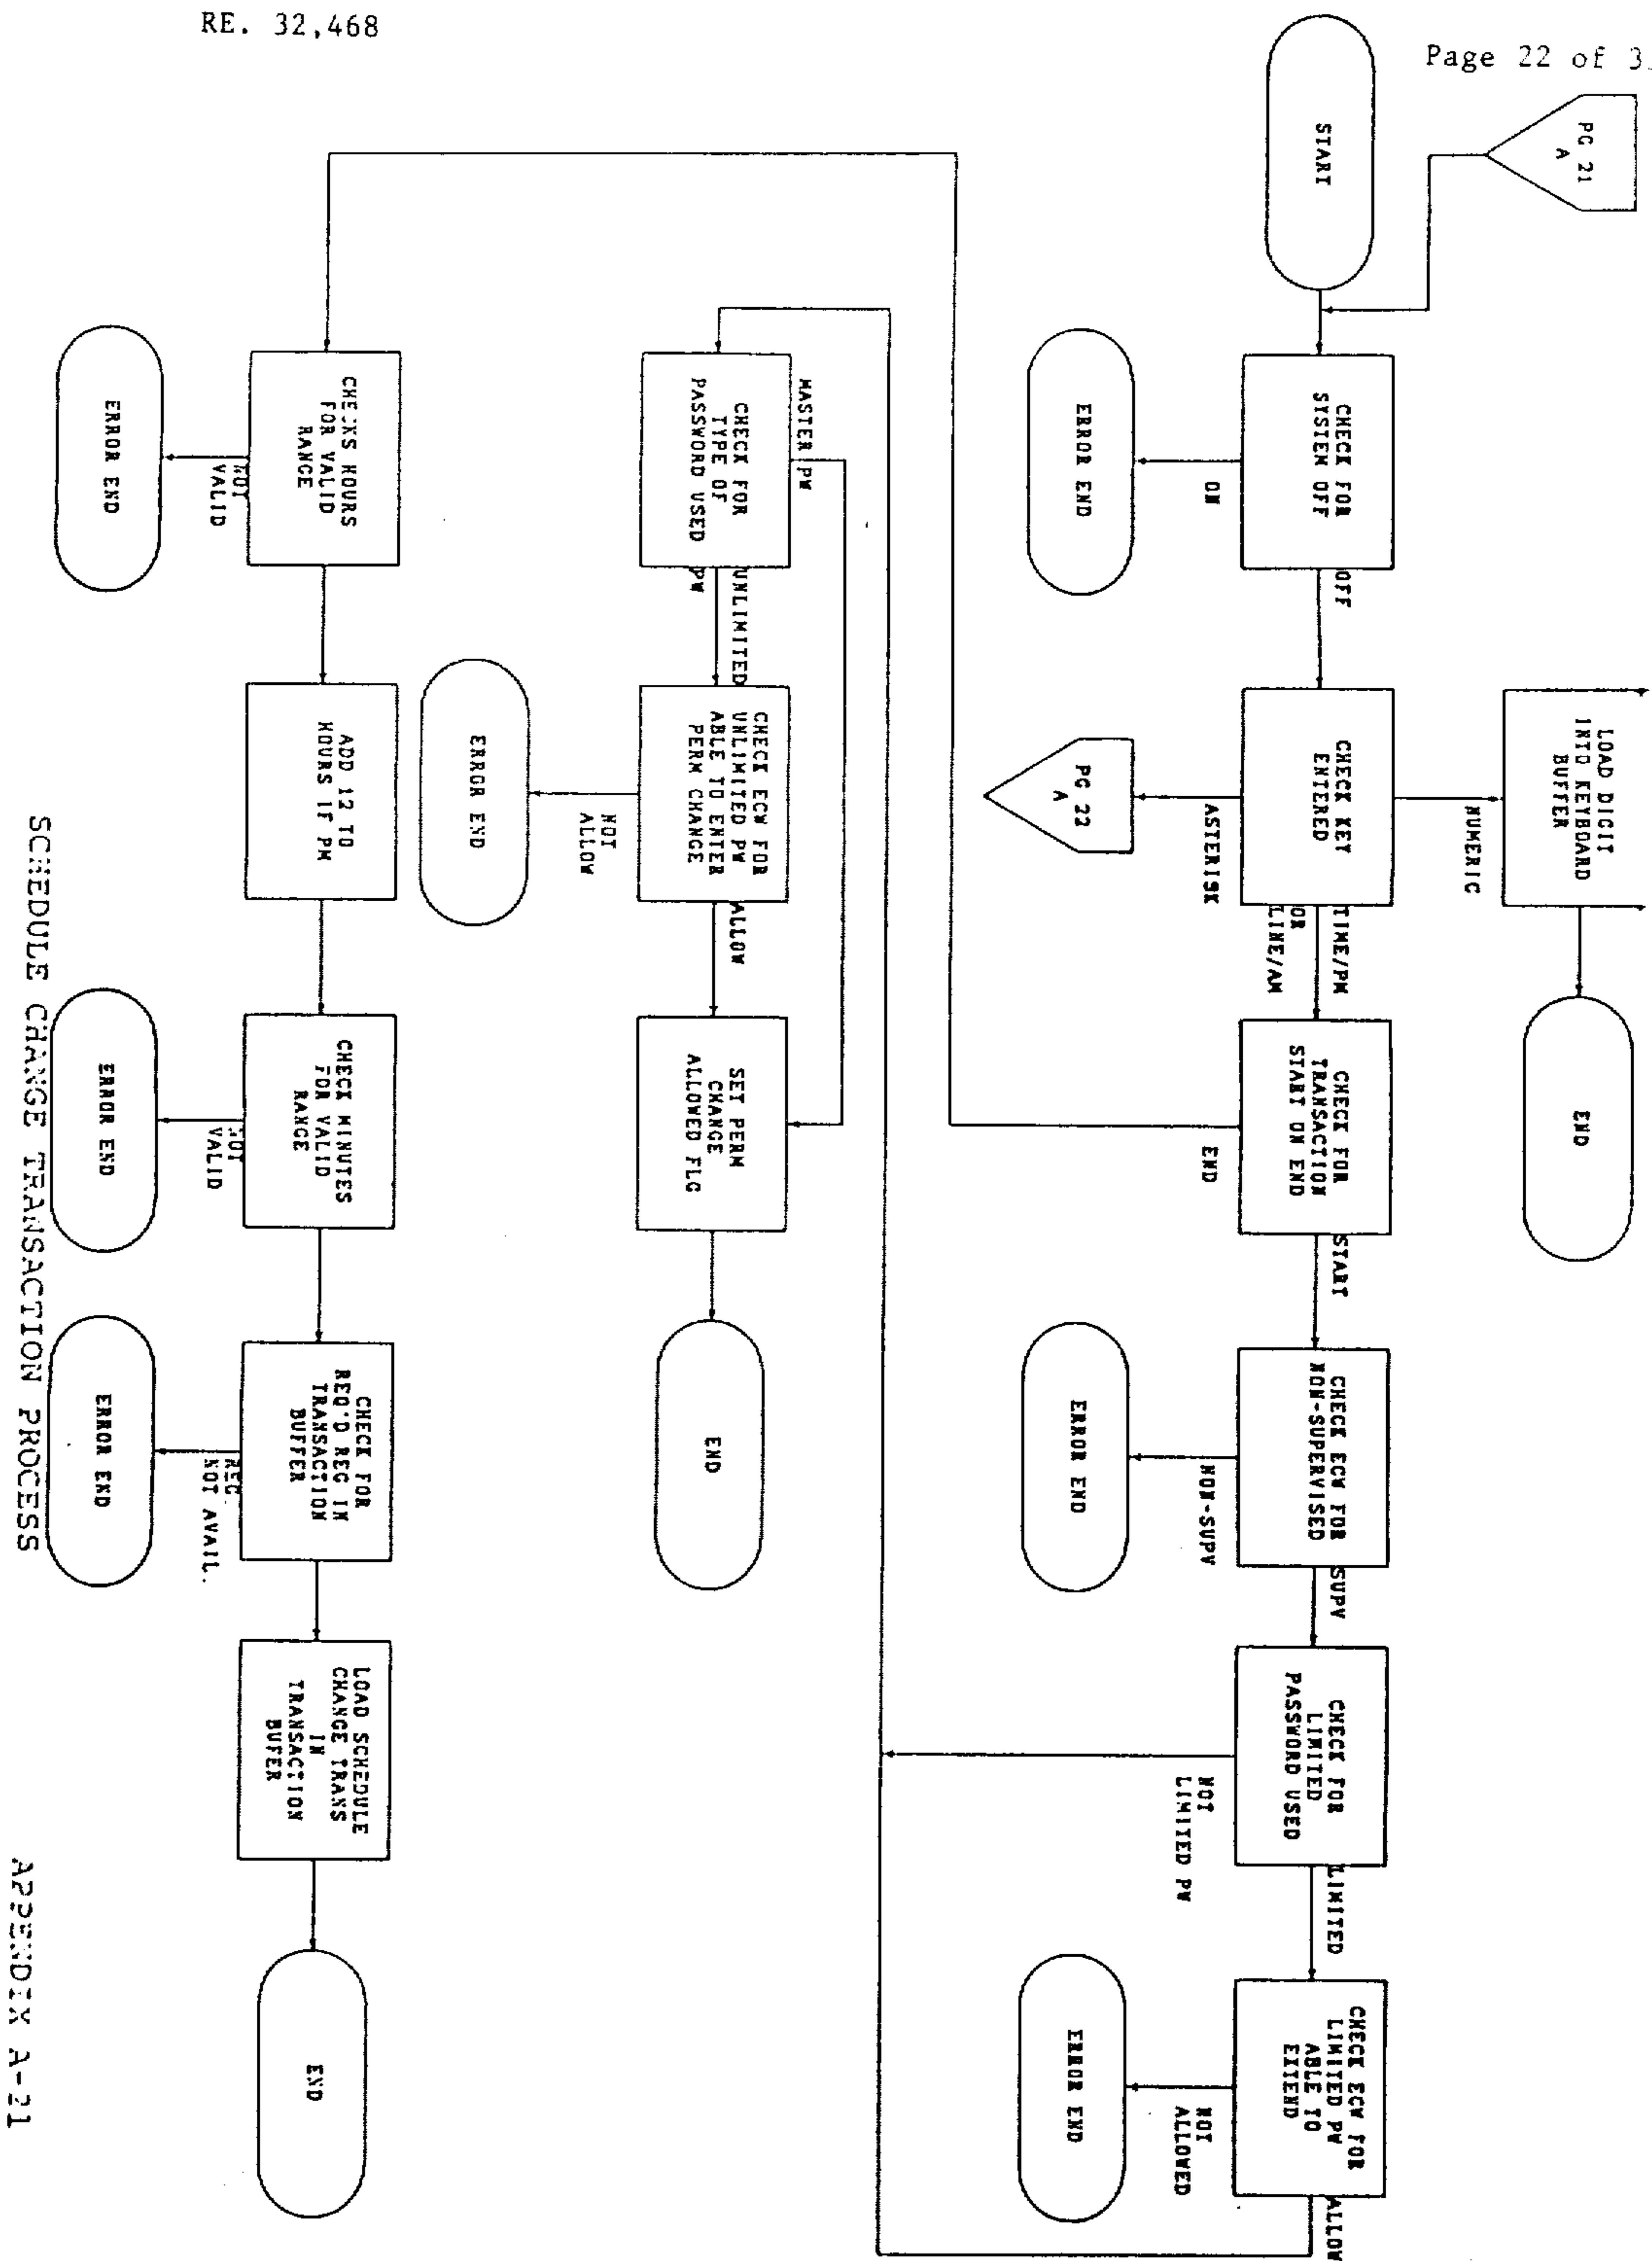 RE. 32,468
Page 22 of 3
PG 21
A
START
CHECK FOR
SYSTEM OFF
ON
ERROR END
OFF
CHECK KEY
ENTERED
NUMERIC
LOAD DIGIT
INTO KEYBOARD
BUFFER
END
ASTERISK
PG 22
A
TIME/PM
OR
LINE/AM
CHECK FOR
TRANSACTION
START ON END
END
START
CHECK ECW FOR
NON-SUPERVISED
NON-SUPV
ERROR END
SUPV
CHECK FOR
LIMITED
PASSWORD USED
NOT
LIMITED PW
LIMITED
CHECK ECW FOR
LIMITED PW
ABLE TO
EXTEND
NOT
ALLOWED
ERROR END
ALLOW
MASTER PW
CHECK FOR
TYPE OF
PASSWORD USED
UNLIMITED
PW
CHECK ECW FOR
UNLIMITED PW
ABLE TO ENTER
PERM CHANGE
NOT
ALLOW
ERROR END
ALLOW
SET PERM
CHANGE
ALLOWED FLG
END
CHECKS HOURS
FOR VALID
RANGE
NOT
VALID
ERROR END
ADD 12 TO
HOURS IF PM
CHECK MINUTES
FOR VALID
RANGE
NOT
VALID
ERROR END
CHECK FOR
REQ'D REG IN
TRANSACTION
BUFFER
REG.
NOT AVAIL.
ERROR END
LOAD SCHEDULE
CHANGE TRANS
IN
TRANSACTION
BUFER
END
SCHEDULE CHANGE TRANSACTION PROCESS
APPENDIX A-21